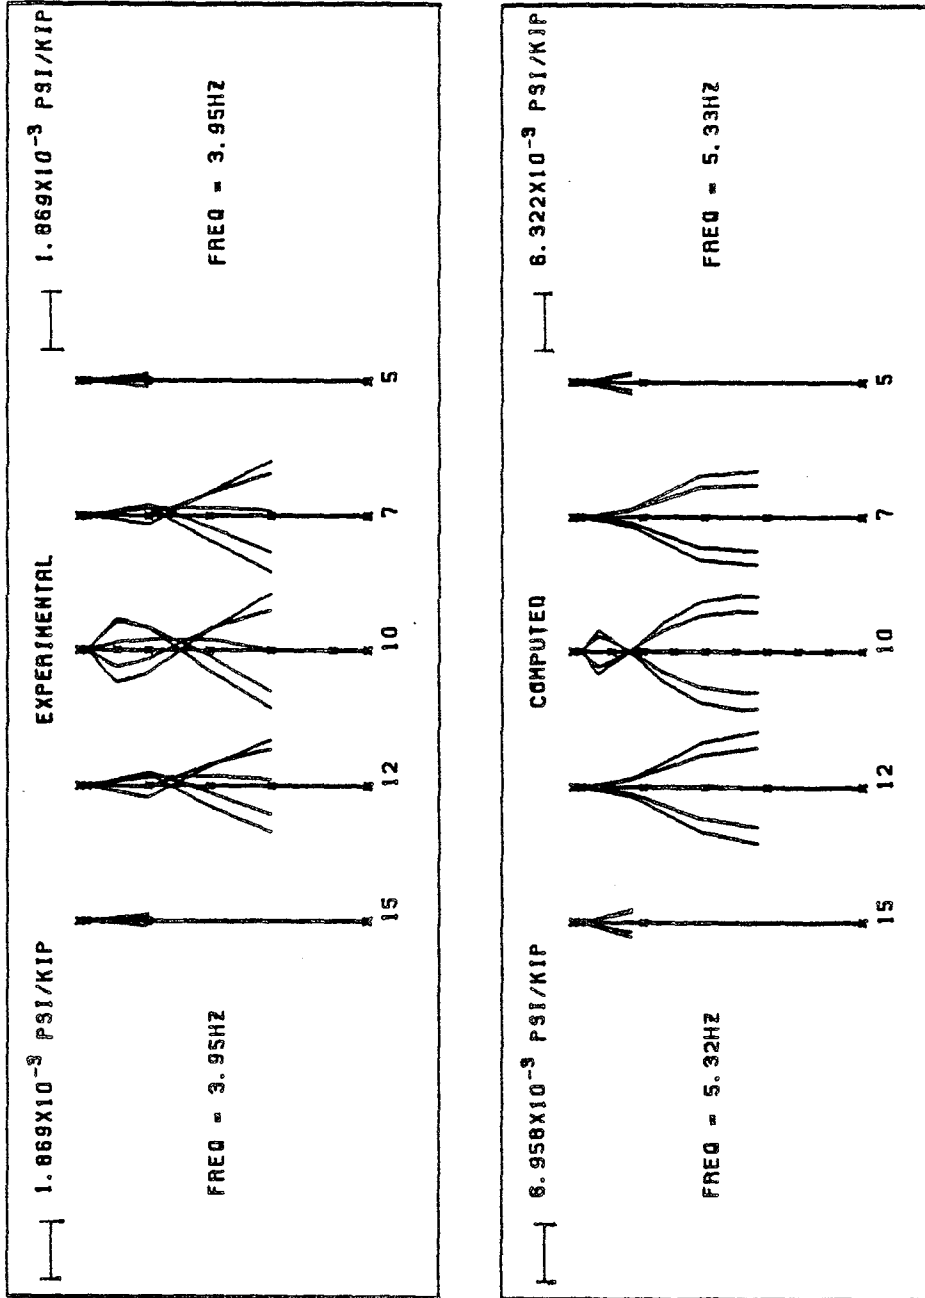 1.869X10⁻³ PSI/KIP
EXPERIMENTAL
1.869X10⁻³ PSI/KIP
FREQ = 3.95HZ
FREQ = 3.95HZ
15 12 10 7 5
6.958X10⁻³ PSI/KIP
COMPUTED
6.322X10⁻³ PSI/KIP
FREQ = 5.32HZ
FREQ = 5.33HZ
15 12 10 7 5